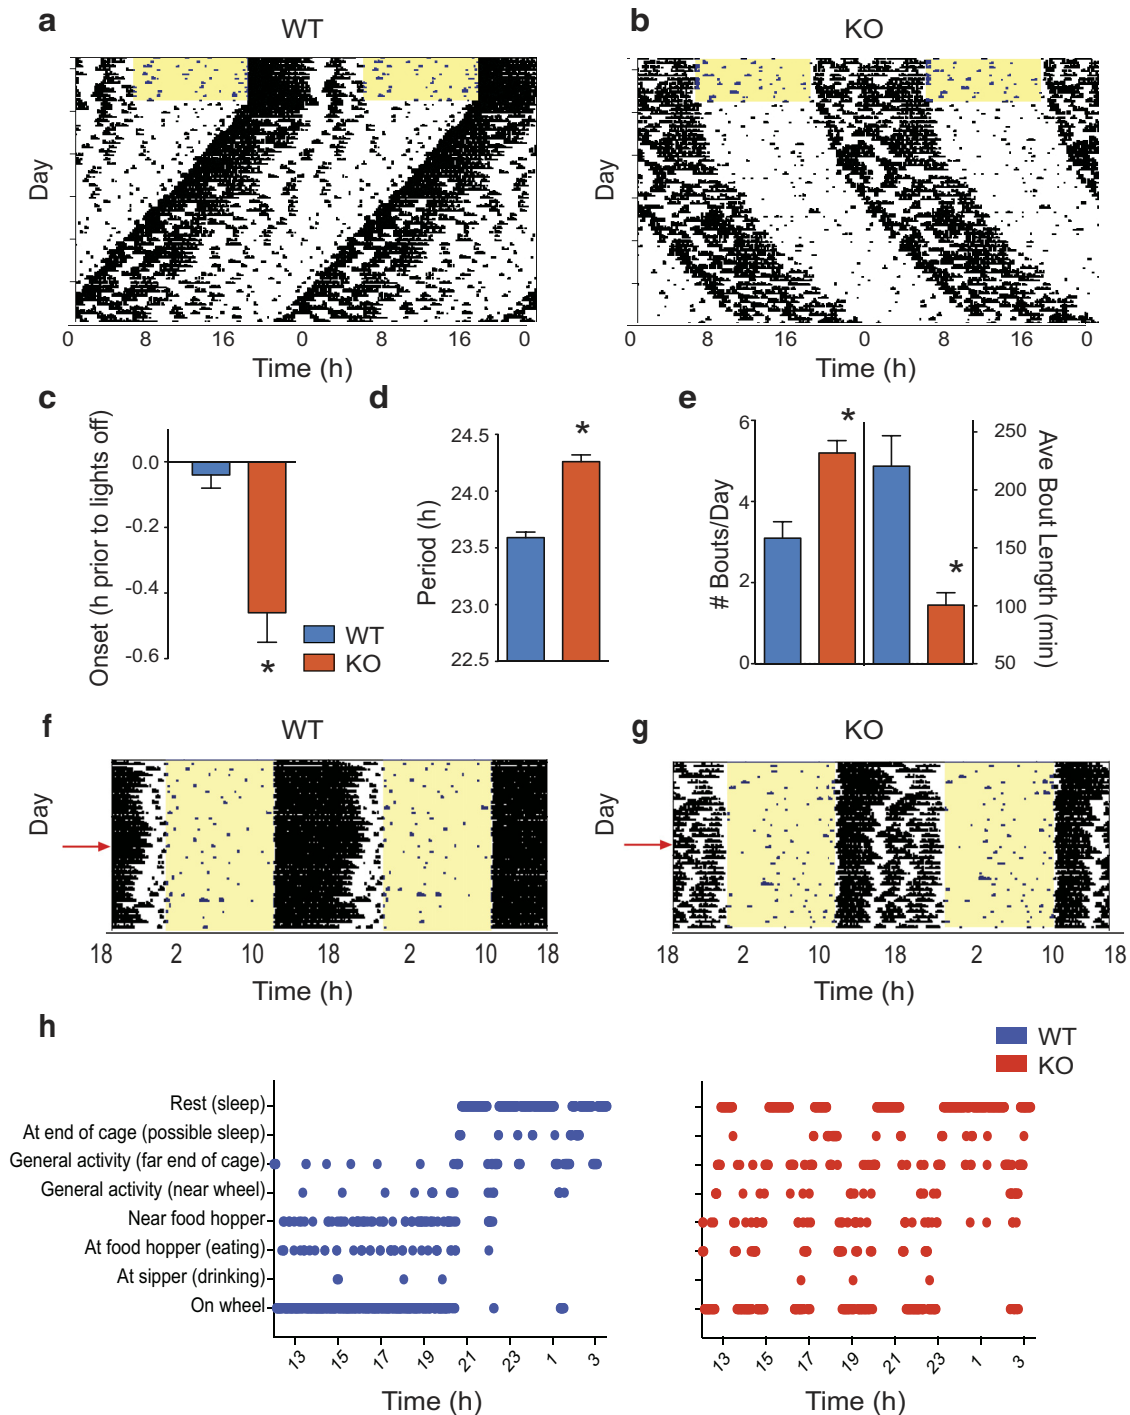 a WT
b KO
Day
Day
0 8 16 0 8 16 0
0 8 16 0 8 16 0
Time (h)
Time (h)
c
d
e
Onset (h prior to lights off)
0.0
-0.2
-0.4
-0.6
*
WT
KO
Period (h)
24.5
24.0
23.5
23.0
22.5
*
# Bouts/Day
6
4
2
0
*
*
250
200
150
100
50
Ave Bout Length (min)
f WT
g KO
Day
Day
18 2 10 18 2 10 18
18 2 10 18 2 10 18
Time (h)
Time (h)
h
WT
KO
Rest (sleep)
At end of cage (possible sleep)
General activity (far end of cage)
General activity (near wheel)
Near food hopper
At food hopper (eating)
At sipper (drinking)
On wheel
13 15 17 19 21 23 1 3
13 15 17 19 21 23 1 3
Time (h)
Time (h)